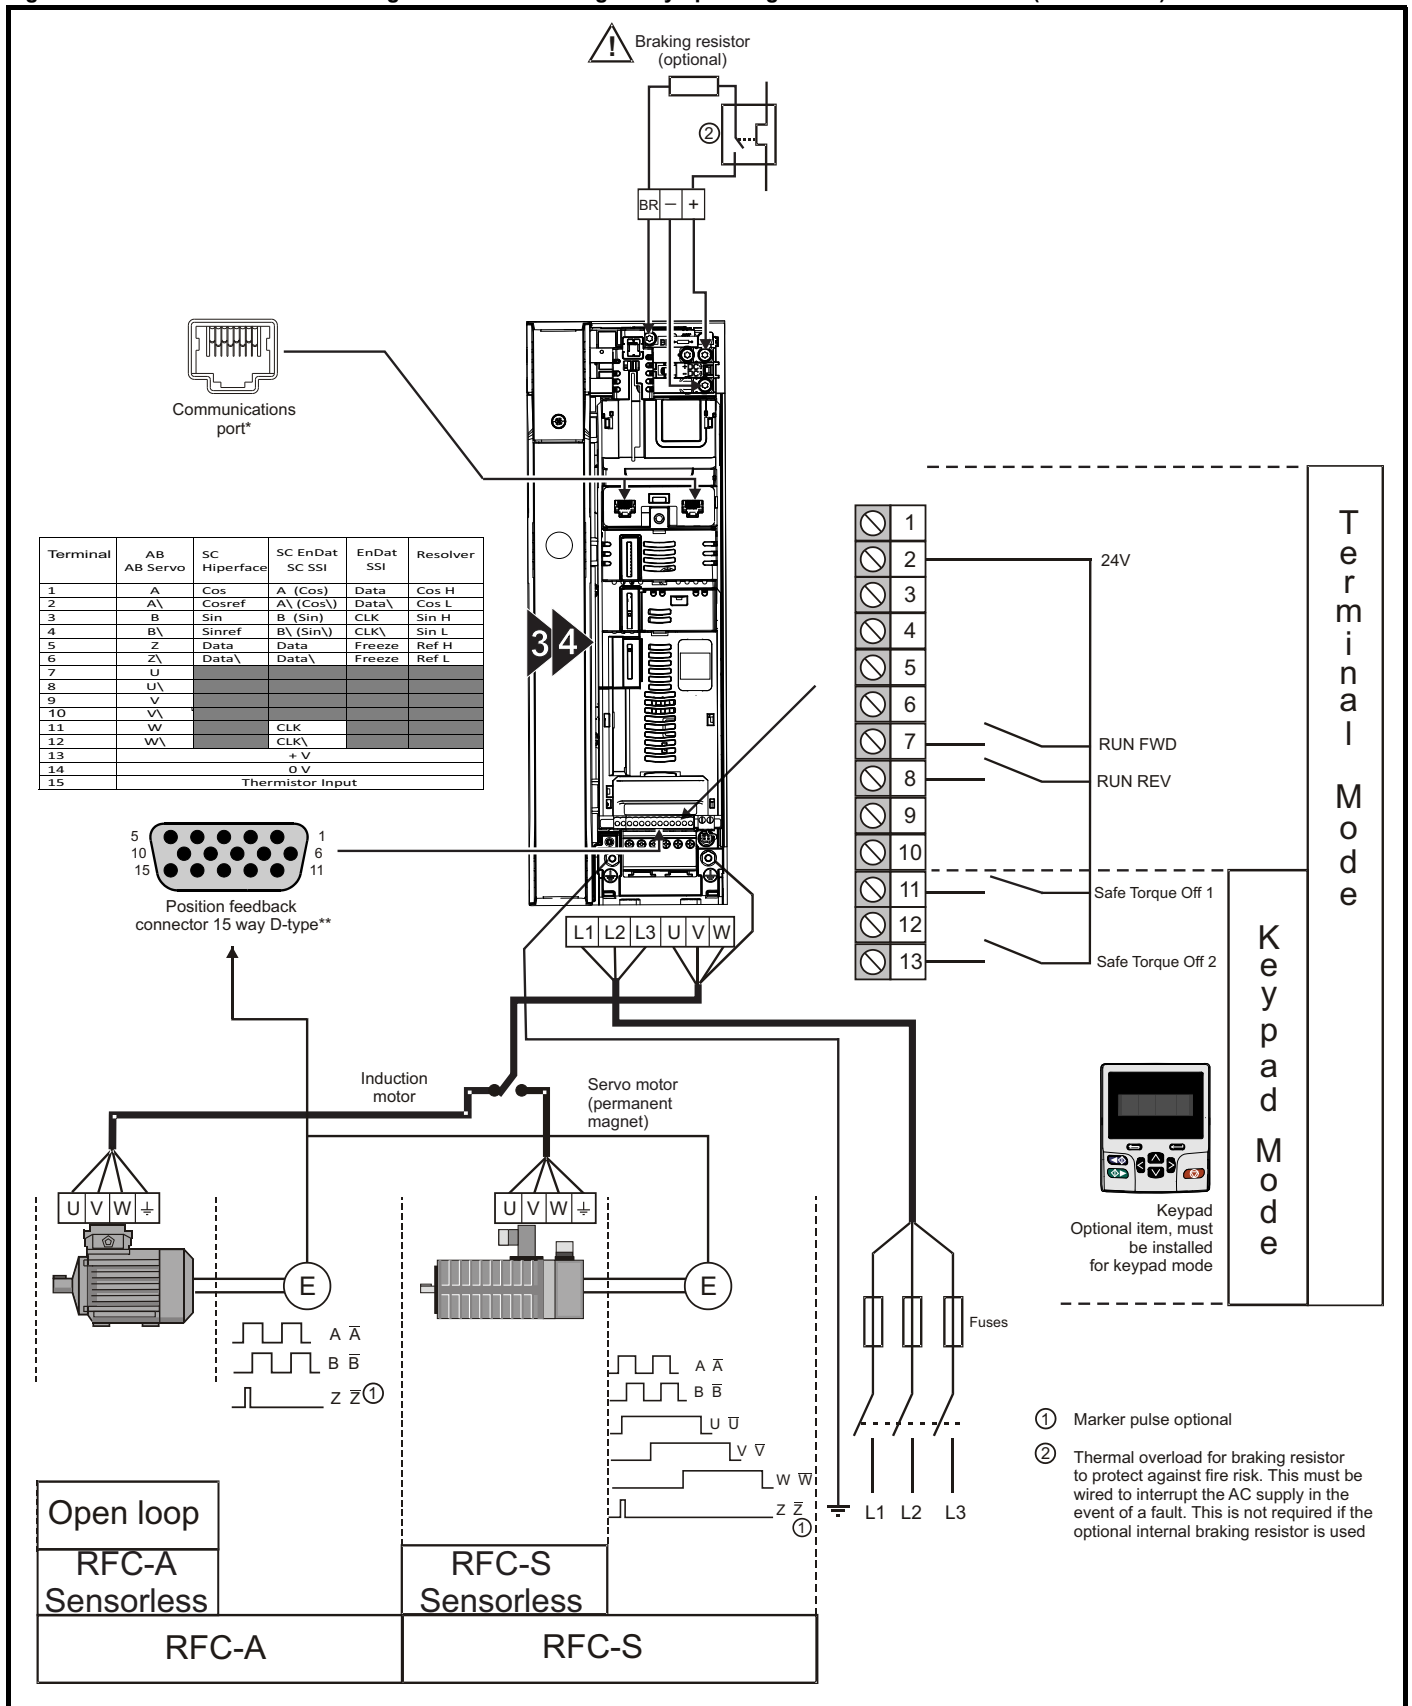 Braking resistor
(optional)
2
BR – +
Communications
port*
Terminal AB AB Servo SC Hiperface SC EnDat SC SSI EnDat SSI Resolver
1 A Cos A (Cos) Data Cos H
2 A\ Cosref A\ (Cos\) Data\ Cos L
3 B Sin B (Sin) CLK Sin H
4 B\ Sinref B\ (Sin\) CLK\ Sin L
5 Z Data Data Freeze Ref H
6 Z\ Data\ Data\ Freeze Ref L
7 U
8 U\
9 V
10 V\
11 W CLK
12 W\ CLK\
13 + V
14 0 V
15 Thermistor Input
3 4
5 1
10 6
15 11
Position feedback
connector 15 way D-type**
L1 L2 L3 U V W
1
2 24V
3
4
5
6
7 RUN FWD
8 RUN REV
9
10
11 Safe Torque Off 1
12
13 Safe Torque Off 2
Terminal Mode
Keypad Mode
Keypad
Optional item, must
be installed
for keypad mode
Induction
motor
Servo motor
(permanent
magnet)
U V W
U V W
E
E
A A̅
B B̅
Z Z̅ 1
A A̅
B B̅
U U̅
V V̅
W W̅
Z Z̅
1
Fuses
L1 L2 L3
1 Marker pulse optional
2 Thermal overload for braking resistor
to protect against fire risk. This must be
wired to interrupt the AC supply in the
event of a fault. This is not required if the
optional internal braking resistor is used
Open loop
RFC-A
Sensorless
RFC-A
RFC-S
Sensorless
RFC-S